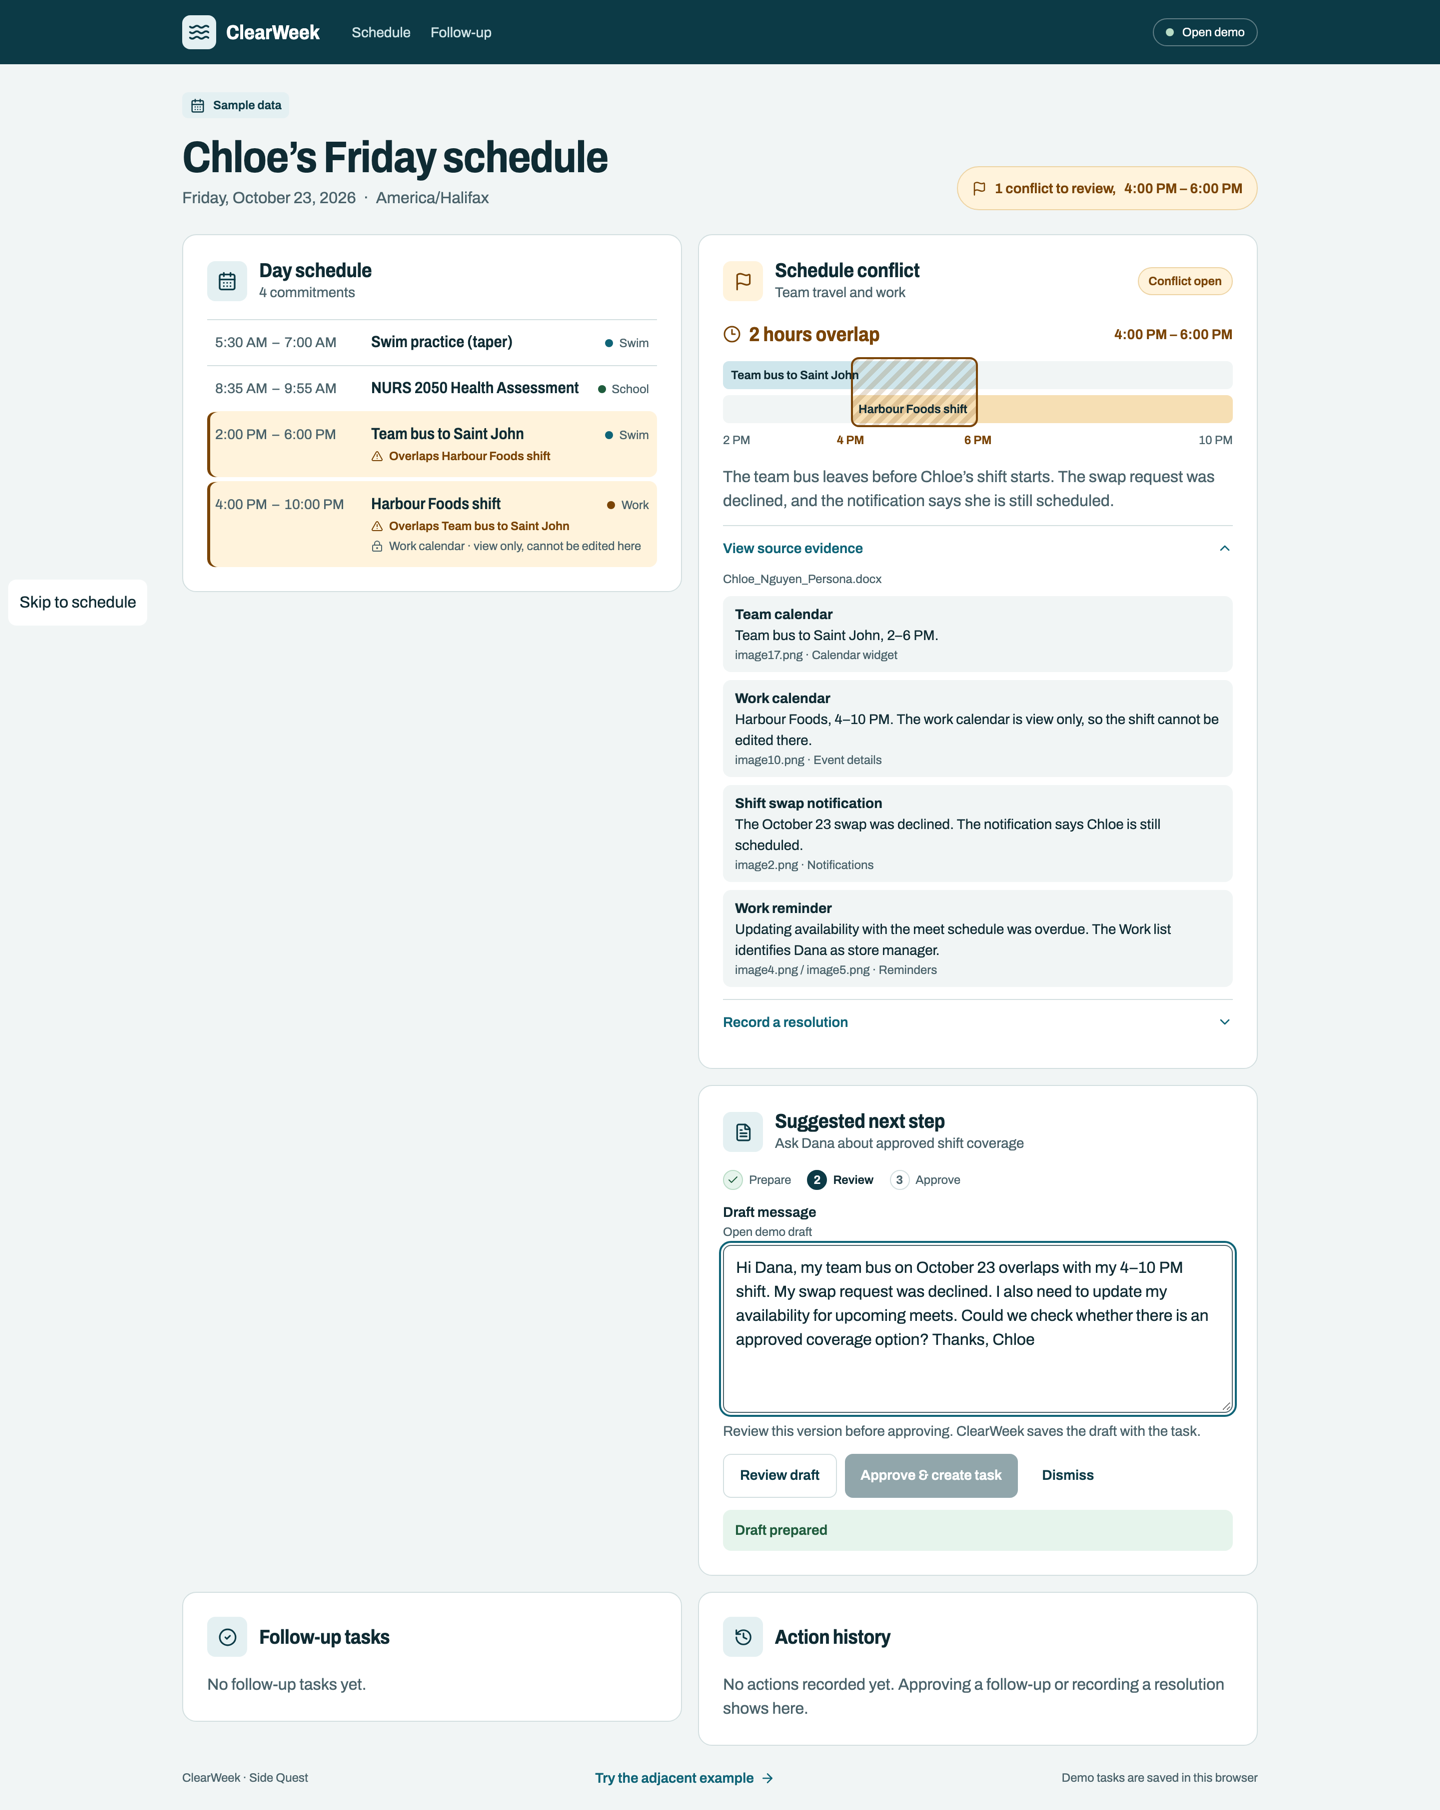 ClearWeek
Schedule
Follow-up
Open demo
Sample data
Chloe’s Friday schedule
Friday, October 23, 2026 · America/Halifax
1 conflict to review, 4:00 PM – 6:00 PM
Day schedule
4 commitments
5:30 AM – 7:00 AM
Swim practice (taper)
Swim
8:35 AM – 9:55 AM
NURS 2050 Health Assessment
School
2:00 PM – 6:00 PM
Team bus to Saint John
Swim
Overlaps Harbour Foods shift
4:00 PM – 10:00 PM
Harbour Foods shift
Work
Overlaps Team bus to Saint John
Work calendar · view only, cannot be edited here
Skip to schedule
Schedule conflict
Team travel and work
Conflict open
2 hours overlap
4:00 PM – 6:00 PM
Team bus to Saint John
Harbour Foods shift
2 PM
4 PM
6 PM
10 PM
The team bus leaves before Chloe’s shift starts. The swap request was
declined, and the notification says she is still scheduled.
View source evidence
Chloe_Nguyen_Persona.docx
Team calendar
Team bus to Saint John, 2–6 PM.
image17.png · Calendar widget
Work calendar
Harbour Foods, 4–10 PM. The work calendar is view only, so the shift cannot be
edited there.
image10.png · Event details
Shift swap notification
The October 23 swap was declined. The notification says Chloe is still
scheduled.
image2.png · Notifications
Work reminder
Updating availability with the meet schedule was overdue. The Work list
identifies Dana as store manager.
image4.png / image5.png · Reminders
Record a resolution
Suggested next step
Ask Dana about approved shift coverage
Prepare
2 Review
3 Approve
Draft message
Open demo draft
Hi Dana, my team bus on October 23 overlaps with my 4–10 PM
shift. My swap request was declined. I also need to update my
availability for upcoming meets. Could we check whether there is an
approved coverage option? Thanks, Chloe
Review this version before approving. ClearWeek saves the draft with the task.
Review draft
Approve & create task
Dismiss
Draft prepared
Follow-up tasks
No follow-up tasks yet.
Action history
No actions recorded yet. Approving a follow-up or recording a resolution
shows here.
ClearWeek · Side Quest
Try the adjacent example
Demo tasks are saved in this browser